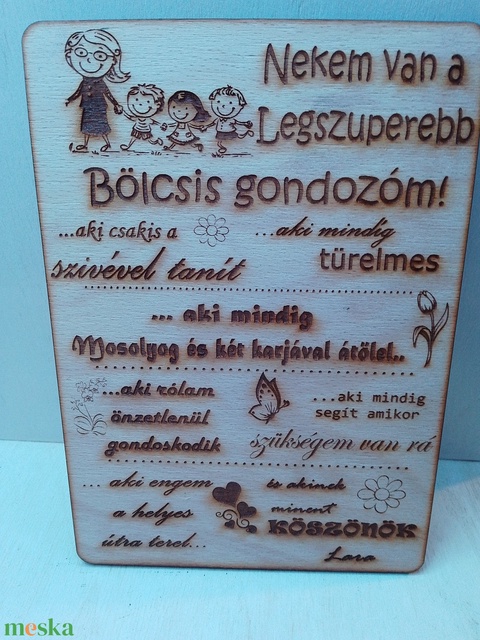 Nekem van a
Legszuperebb
Bölcsis gondozóm!
...aki csakis a
szívével tanít
...aki mindig
türelmes
... aki mindig
Mosolyog és két karjával átölel..
...aki rólam
önzetlenül
gondoskodik
...aki mindig
segít amikor
szükségem van rá
... aki engem
a helyes
útra terel...
és akinek
mindent
KÖSZÖNÖK
Lara
meska